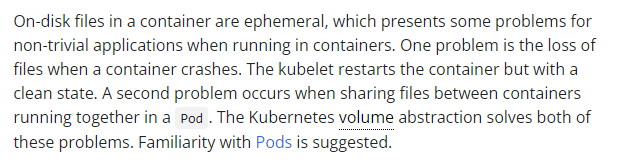 On-disk files in a container are ephemeral, which presents some problems for
non-trivial applications when running in containers. One problem is the loss of
files when a container crashes. The kubelet restarts the container but with a
clean state. A second problem occurs when sharing files between containers
running together in a Pod . The Kubernetes volume abstraction solves both of
these problems. Familiarity with Pods is suggested.